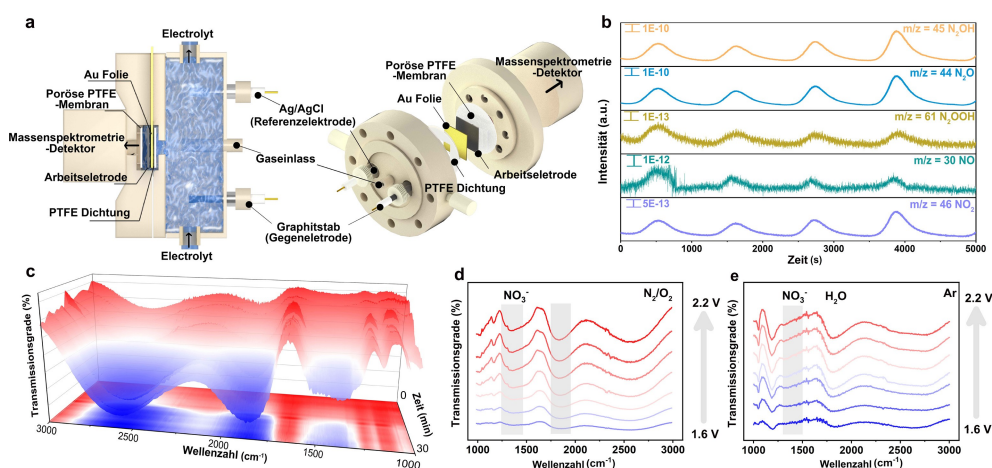 a
Electrolyt
Au Folie
Poröse PTFE
-Membran
Massenspektrometrie
-Detektor
Arbeitseletrode
PTFE Dichtung
Electrolyt
Ag/AgCl
(Referenzelektrode)
Gaseinlass
Graphitstab
(Gegeneletrode)
Poröse PTFE
-Membran
Au Folie
Massenspektrometrie
-Detektor
Arbeitseletrode
PTFE Dichtung
b
Intensität (a.u.)
1E-10
m/z = 45 N₂OH
1E-10
m/z = 44 N₂O
1E-13
m/z = 61 N₂OOH
1E-12
m/z = 30 NO
5E-13
m/z = 46 NO₂
0 1000 2000 3000 4000 5000
Zeit (s)
c
Transmissionsgrade (%)
3000 2500 2000 1500 1000
Wellenzahl (cm⁻¹)
0
Zeit (min)
30
d
Transmissionsgrade (%)
NO₃⁻
N₂/O₂
2.2 V
1.6 V
1000 1500 2000 2500 3000
Wellenzahl (cm⁻¹)
e
Transmissionsgrade (%)
NO₃⁻
H₂O
Ar
2.2 V
1.6 V
1000 1500 2000 2500 3000
Wellenzahl (cm⁻¹)